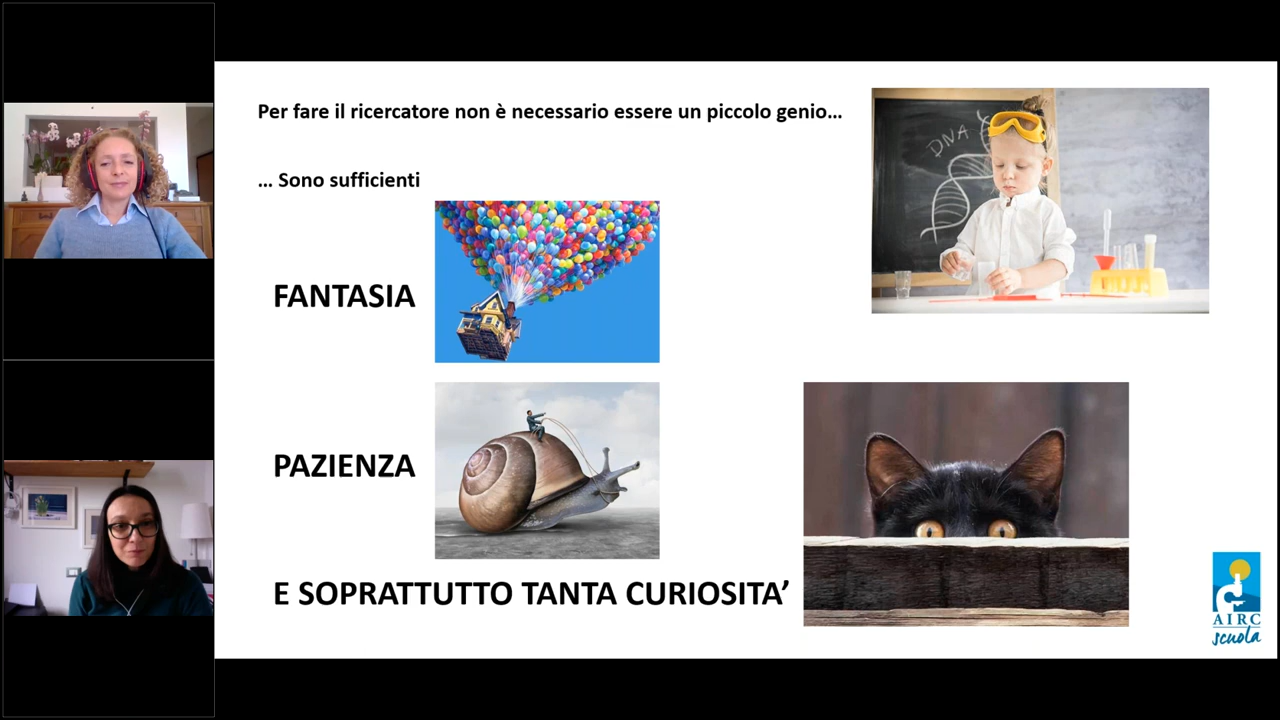 Per fare il ricercatore non è necessario essere un piccolo genio...
... Sono sufficienti
DNA
FANTASIA
PAZIENZA
E SOPRATTUTTO TANTA CURIOSITA’
AIRC
scuola